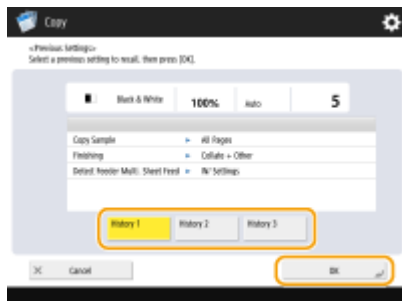 Copy
<Previous Settings>
Select a previous setting to recall, then press [OK].
Black & White 100% Auto 5
Copy Sample ▸ All Pages
Finishing ▸ Collate + Other
Detect Feeder Multi. Sheet Feed ▸ W/ Settings
History 1 History 2 History 3
Cancel OK